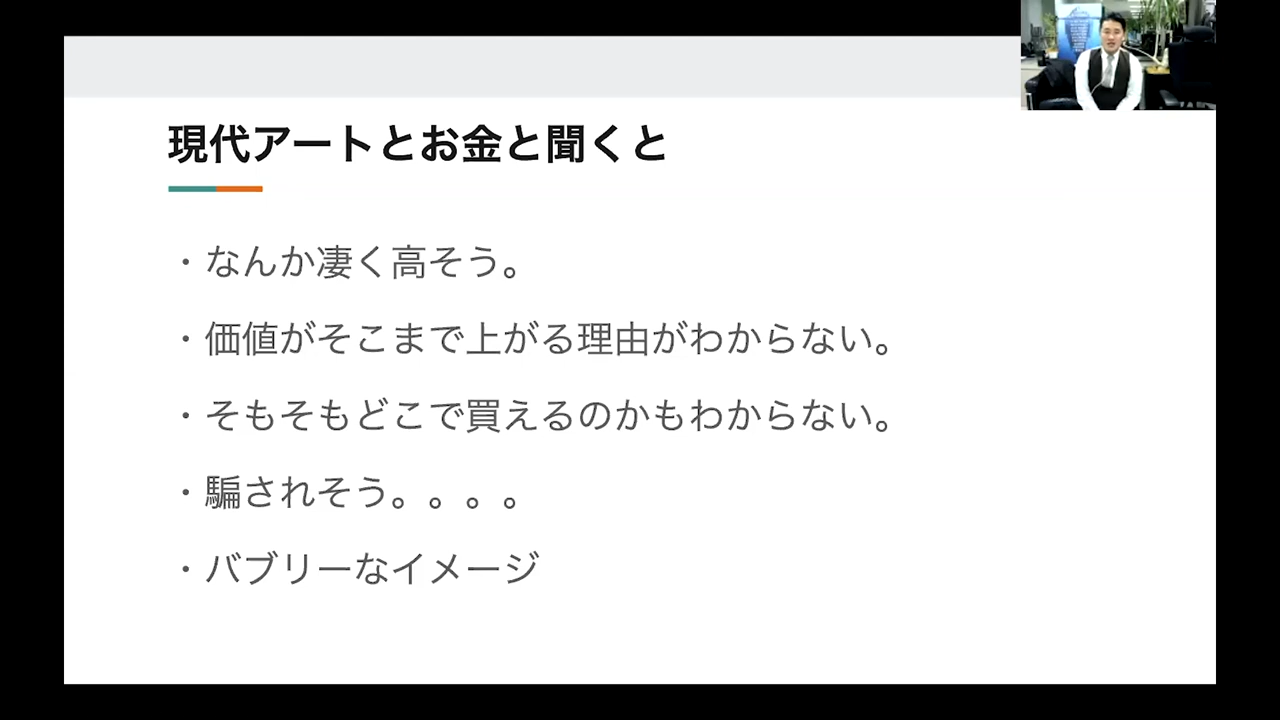 現代アートとお金と聞くと
・なんか凄く高そう。
・価値がそこまで上がる理由がわからない。
・そもそもどこで買えるのかもわからない。
・騙されそう。。。。
・バブリーなイメージ